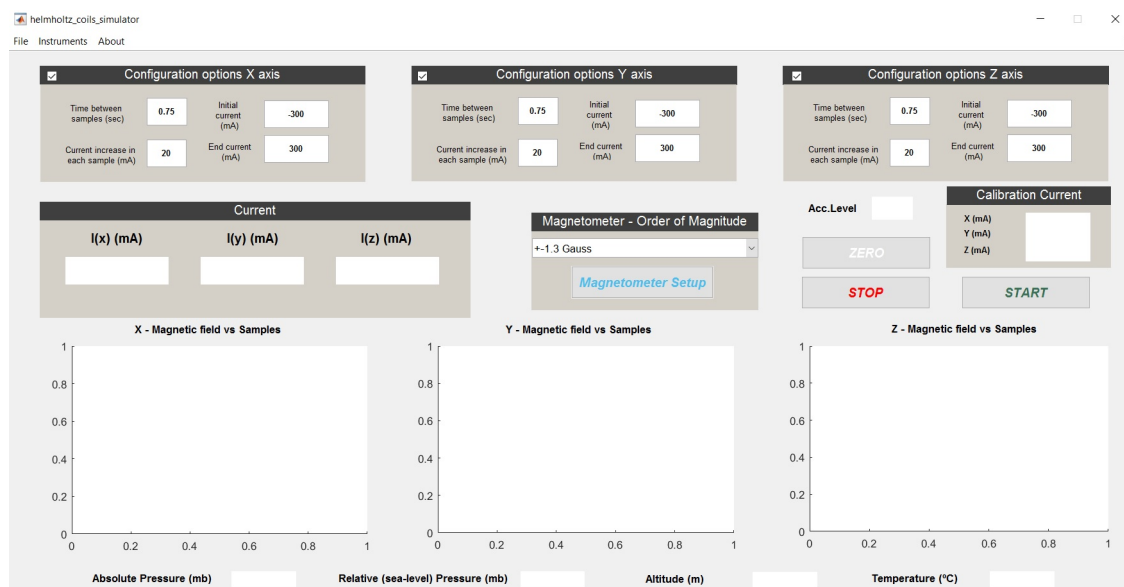 helmholtz_coils_simulator
File Instruments About
Configuration options X axis
Time between
samples (sec)
0.75
Initial
current
(mA)
-300
Current increase in
each sample (mA)
20
End current
(mA)
300
Configuration options Y axis
Time between
samples (sec)
0.75
Initial
current
(mA)
-300
Current increase in
each sample (mA)
20
End current
(mA)
300
Configuration options Z axis
Time between
samples (sec)
0.75
Initial
current
(mA)
-300
Current increase in
each sample (mA)
20
End current
(mA)
300
Current
I(x) (mA) I(y) (mA) I(z) (mA)
Magnetometer - Order of Magnitude
+-1.3 Gauss
Magnetometer Setup
Acc.Level
ZERO
STOP
Calibration Current
X (mA)
Y (mA)
Z (mA)
START
X - Magnetic field vs Samples
1
0.8
0.6
0.4
0.2
0
0 0.2 0.4 0.6 0.8 1
Y - Magnetic field vs Samples
1
0.8
0.6
0.4
0.2
0
0 0.2 0.4 0.6 0.8 1
Z - Magnetic field vs Samples
1
0.8
0.6
0.4
0.2
0
0 0.2 0.4 0.6 0.8 1
Absolute Pressure (mb) Relative (sea-level) Pressure (mb) Altitude (m) Temperature (ºC)